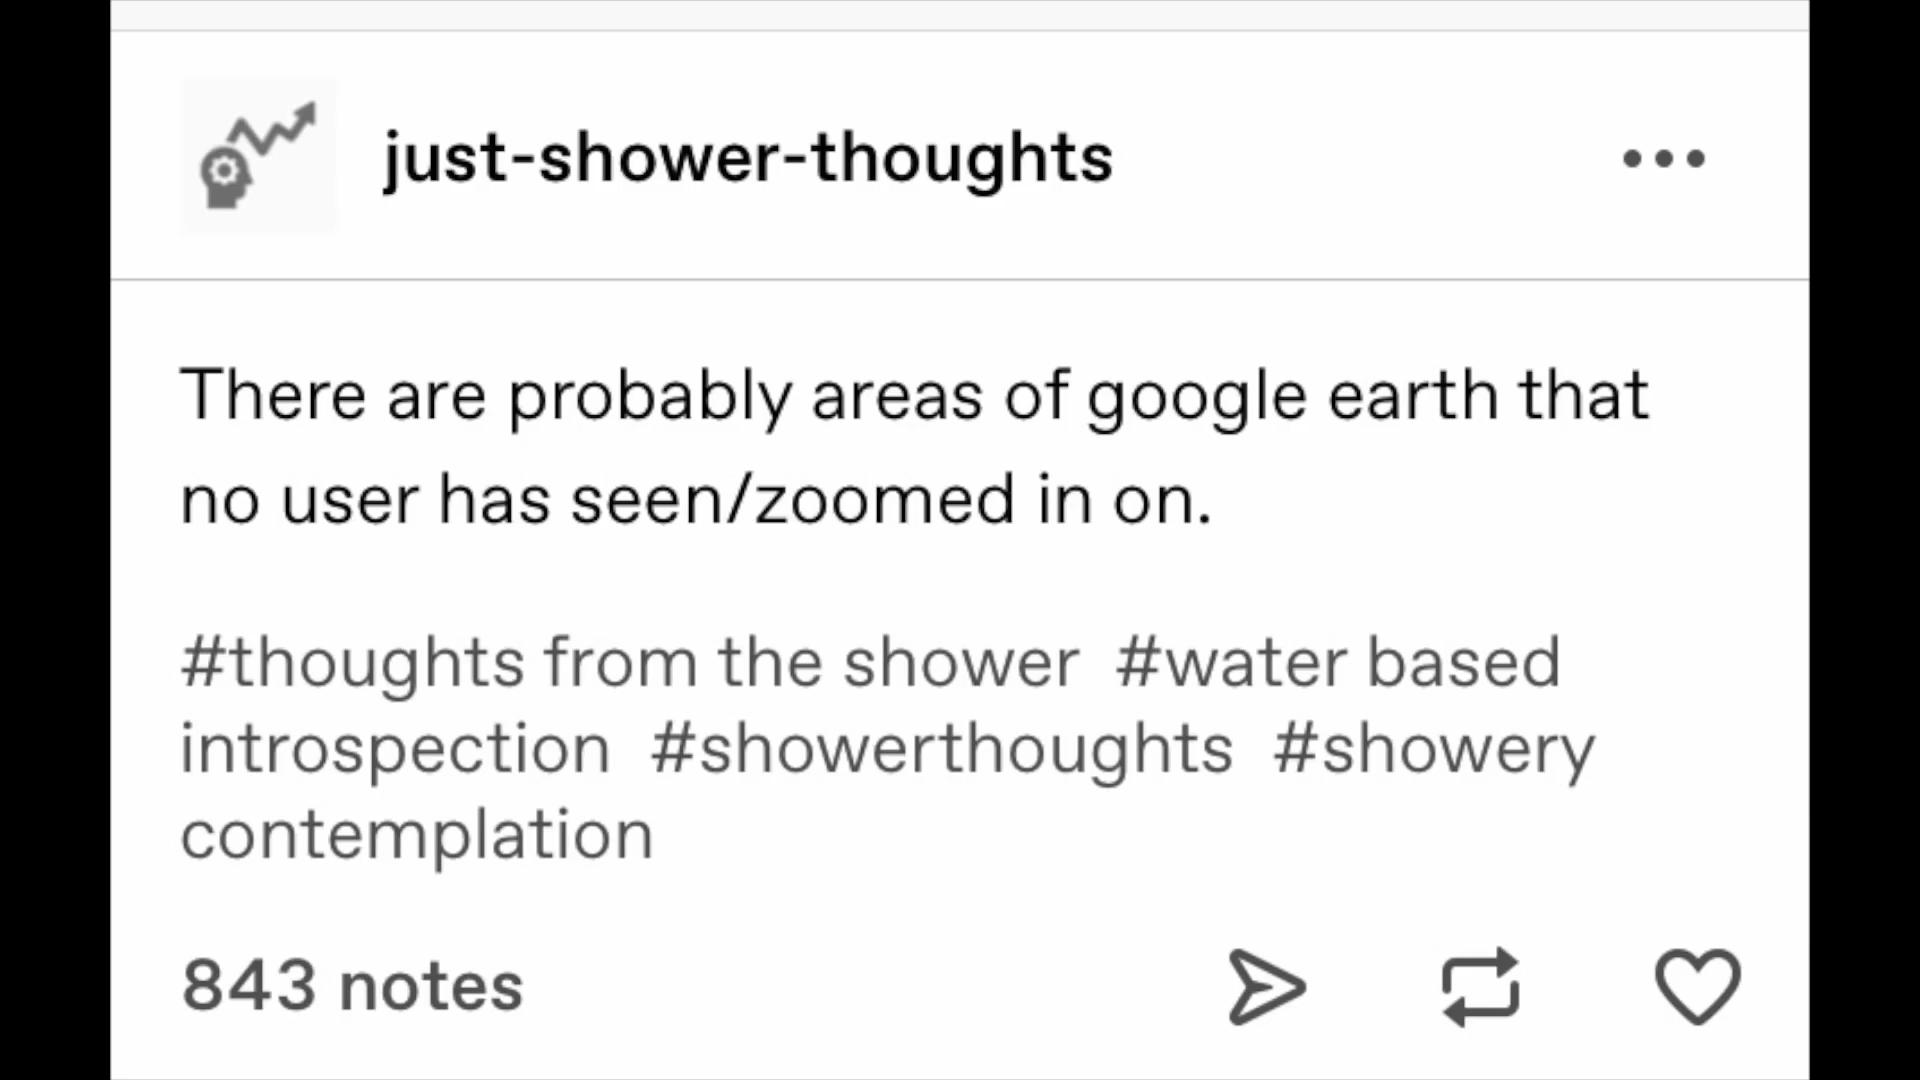 just-shower-thoughts
There are probably areas of google earth that
no user has seen/zoomed in on.
#thoughts from the shower #water based
introspection #showerthoughts #showery
contemplation
843 notes